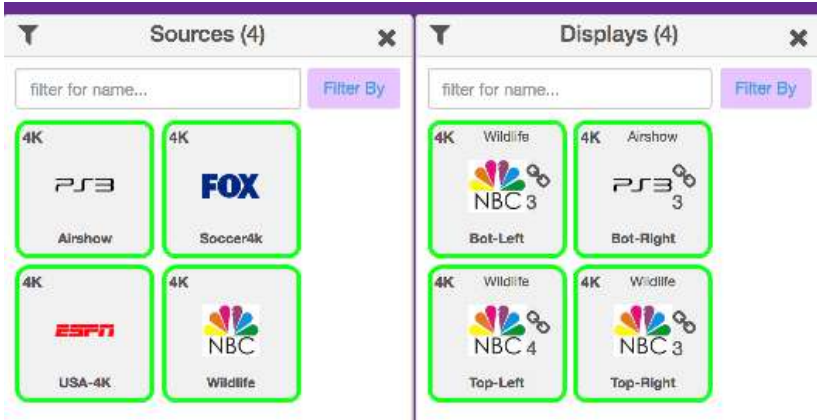 Sources (4)
filter for name...
Filter By
4K
PS3
Airshow
4K
FOX
Soccer4k
4K
ESPN
USA-4K
4K
NBC
Wildlife
Displays (4)
filter for name...
Filter By
4K Wildlife
NBC 3
Bot-Left
4K Airshow
PS3
3
Bot-Right
4K Wildlife
NBC 4
Top-Left
4K Wildlife
NBC 3
Top-Right